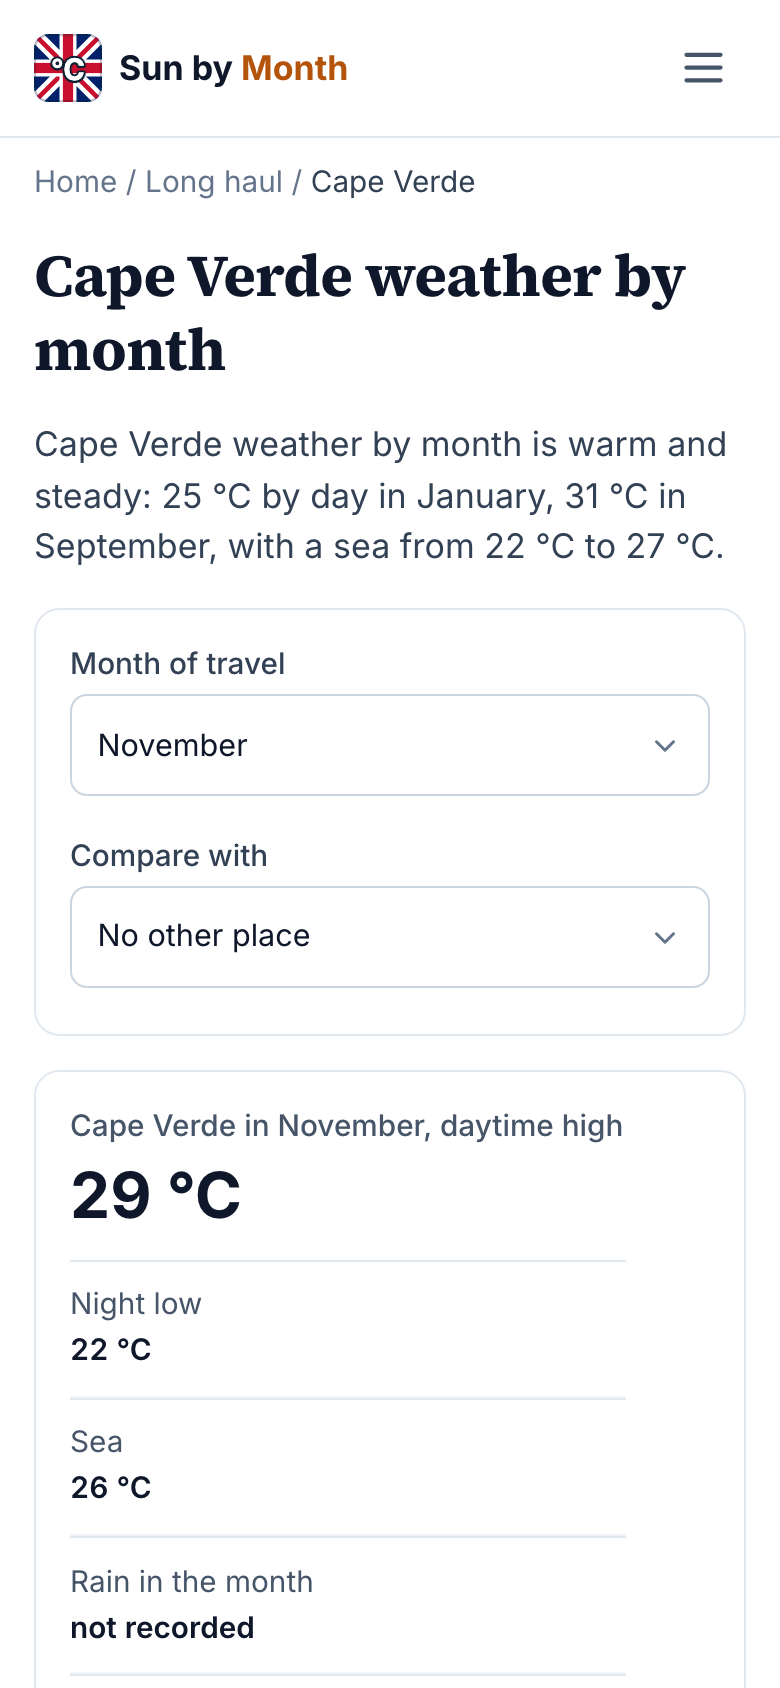 °C
Sun by Month
Home / Long haul / Cape Verde
Cape Verde weather by
month
Cape Verde weather by month is warm and
steady: 25 °C by day in January, 31 °C in
September, with a sea from 22 °C to 27 °C.
Month of travel
November
Compare with
No other place
Cape Verde in November, daytime high
29 °C
Night low
22 °C
Sea
26 °C
Rain in the month
not recorded